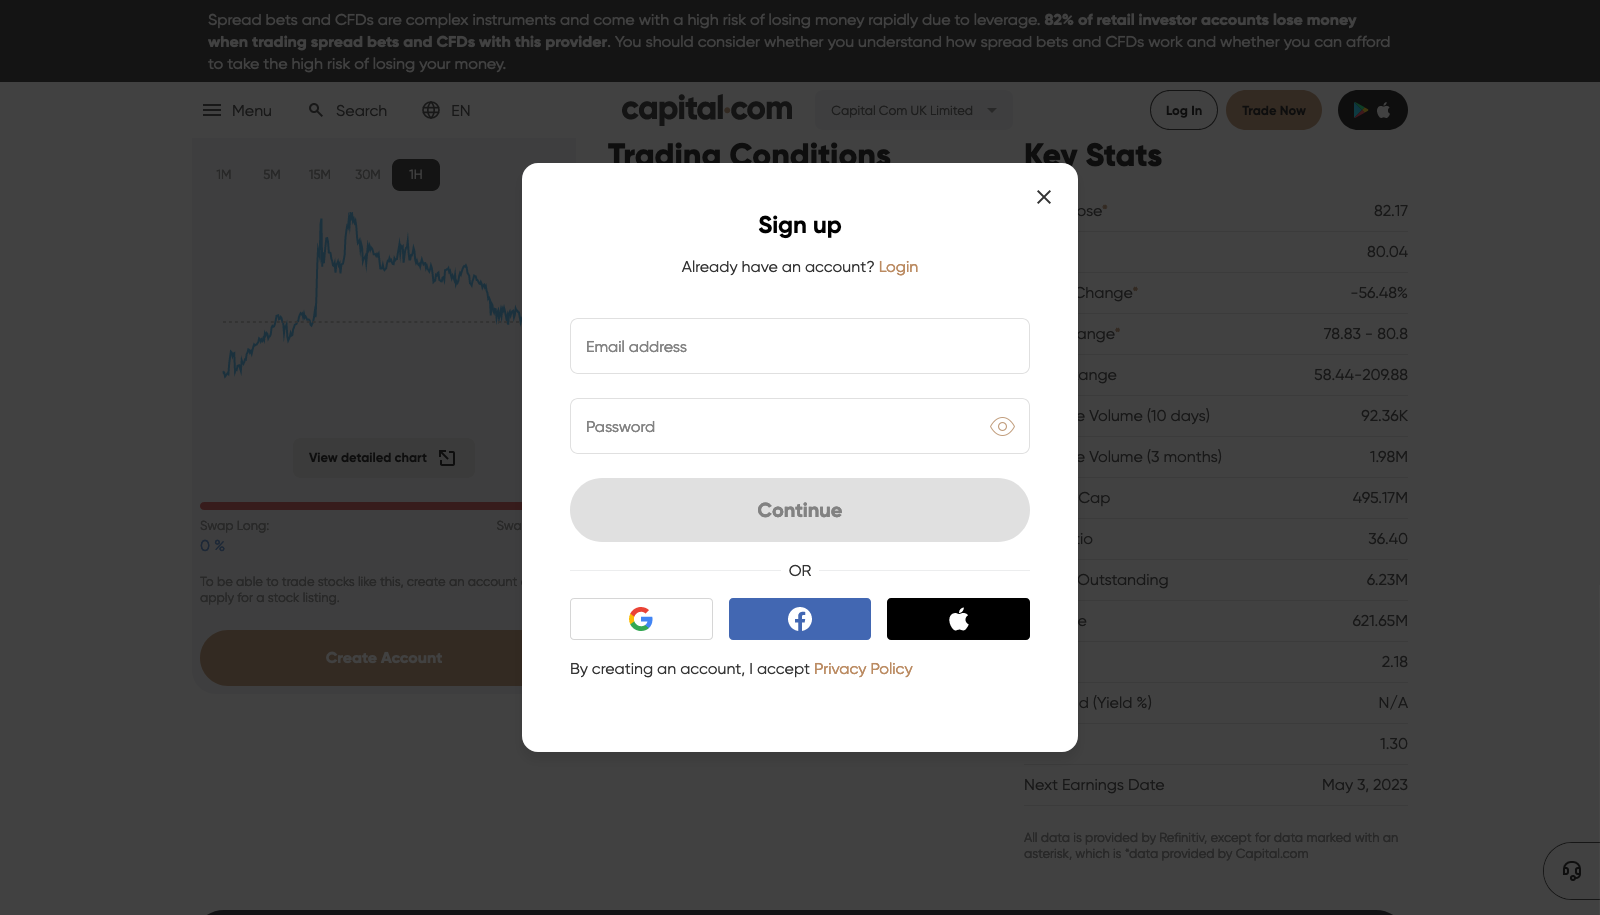 Spread bets and CFDs are complex instruments and come with a high risk of losing money rapidly due to leverage. 82% of retail investor accounts lose money
when trading spread bets and CFDs with this provider. You should consider whether you understand how spread bets and CFDs work and whether you can afford
to take the high risk of losing your money.
Menu Search EN capital.com Capital Com UK Limited Log In Trade Now
1M 5M 15M 30M 1H
View detailed chart
Swap Long:
0 %
To be able to trade stocks like this, create an account
apply for a stock listing.
Create Account
Trading Conditions
Sign up
Already have an account? Login
Email address
Password
Continue
OR
By creating an account, I accept Privacy Policy
Key Stats
82.17
80.04
Change* -56.48%
78.83 - 80.8
58.44-209.88
Volume (10 days) 92.36K
Volume (3 months) 1.98M
Cap 495.17M
36.40
Outstanding 6.23M
621.65M
2.18
(Yield %) N/A
1.30
Next Earnings Date May 3, 2023
All data is provided by Refinitiv, except for data marked with an
asterisk, which is *data provided by Capital.com